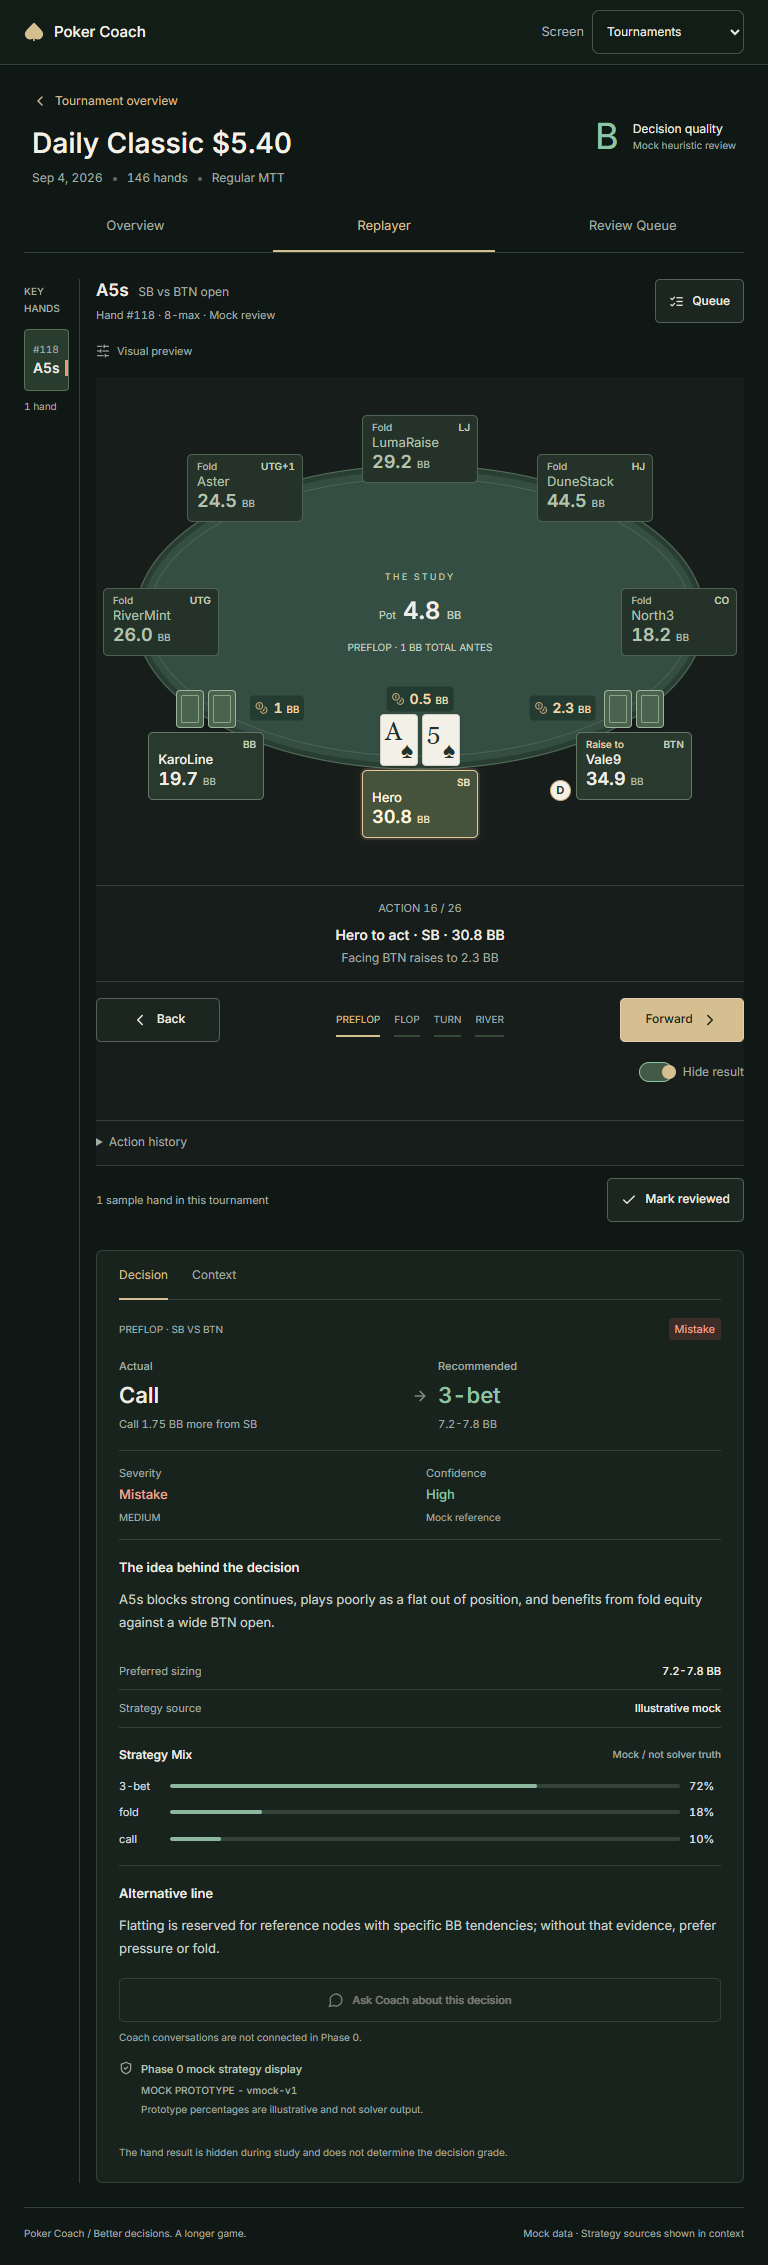 Poker Coach
Screen
Tournaments
Tournament overview
Daily Classic $5.40
Sep 4, 2026 • 146 hands • Regular MTT
B
Decision quality
Mock heuristic review
Overview
Replayer
Review Queue
KEY
HANDS
#118
A5s
1 hand
A5s SB vs BTN open
Hand #118 · 8-max · Mock review
Queue
Visual preview
Fold LJ
LumaRaise
29.2 BB
Fold UTG+1
Aster
24.5 BB
Fold HJ
DuneStack
44.5 BB
THE STUDY
Pot 4.8 BB
PREFLOP · 1 BB TOTAL ANTES
Fold UTG
RiverMint
26.0 BB
Fold CO
North3
18.2 BB
1 BB
0.5 BB
2.3 BB
A
5
BB
KaroLine
19.7 BB
SB
Hero
30.8 BB
D
Raise to BTN
Vale9
34.9 BB
ACTION 16 / 26
Hero to act · SB · 30.8 BB
Facing BTN raises to 2.3 BB
Back
PREFLOP FLOP TURN RIVER
Forward
Hide result
Action history
1 sample hand in this tournament
Mark reviewed
Decision Context
PREFLOP · SB VS BTN
Mistake
Actual
Call
Call 1.75 BB more from SB
Recommended
3-bet
7.2-7.8 BB
Severity
Mistake
MEDIUM
Confidence
High
Mock reference
The idea behind the decision
A5s blocks strong continues, plays poorly as a flat out of position, and benefits from fold equity
against a wide BTN open.
Preferred sizing 7.2-7.8 BB
Strategy source Illustrative mock
Strategy Mix Mock / not solver truth
3-bet 72%
fold 18%
call 10%
Alternative line
Flatting is reserved for reference nodes with specific BB tendencies; without that evidence, prefer
pressure or fold.
Ask Coach about this decision
Coach conversations are not connected in Phase 0.
Phase 0 mock strategy display
MOCK PROTOTYPE - vmock-v1
Prototype percentages are illustrative and not solver output.
The hand result is hidden during study and does not determine the decision grade.
Poker Coach / Better decisions. A longer game.
Mock data · Strategy sources shown in context